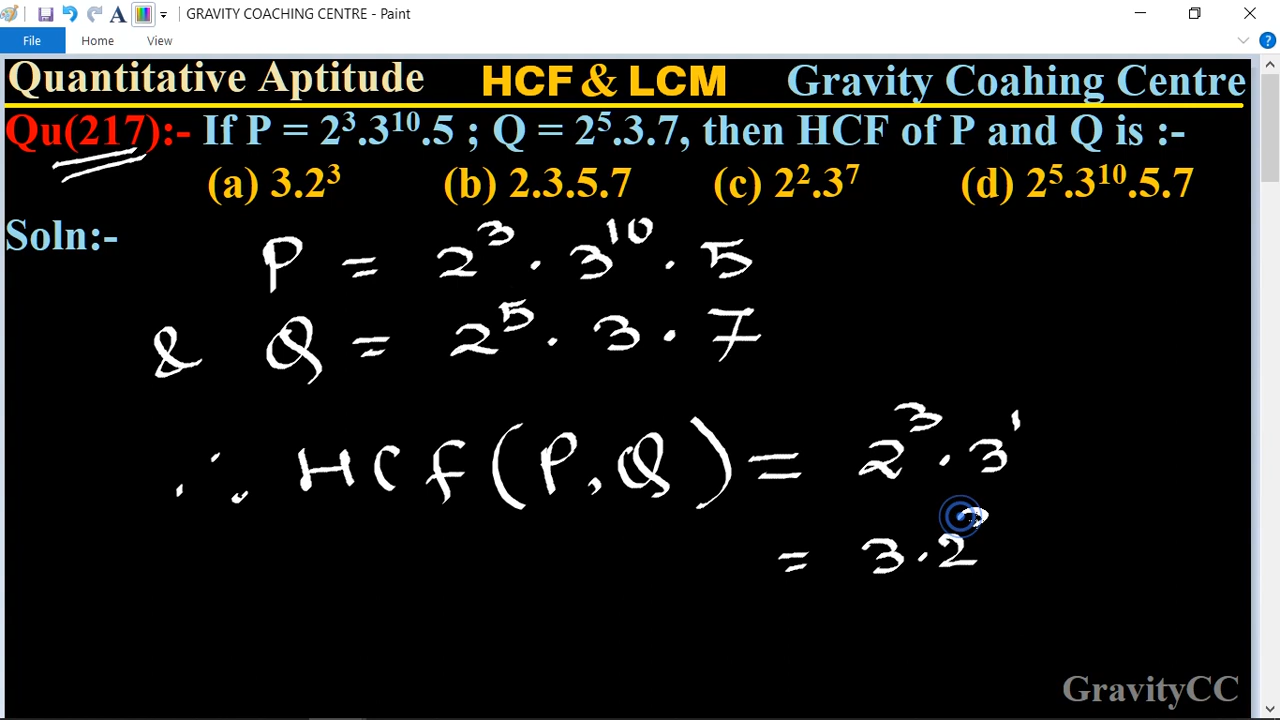 GRAVITY COACHING CENTRE - Paint
File Home View
Quantitative Aptitude HCF & LCM Gravity Coahing Centre
Qu(217):- If P = 2³.3¹⁰.5 ; Q = 2⁵.3.7, then HCF of P and Q is :-
(a) 3.2³ (b) 2.3.5.7 (c) 2².3⁷ (d) 2⁵.3¹⁰.5.7
Soln:- P = 2³ · 3¹⁰ · 5
& Q = 2⁵ · 3 · 7
∴ HCf (P, Q) = 2³ · 3¹
= 3 · 2
GravityCC